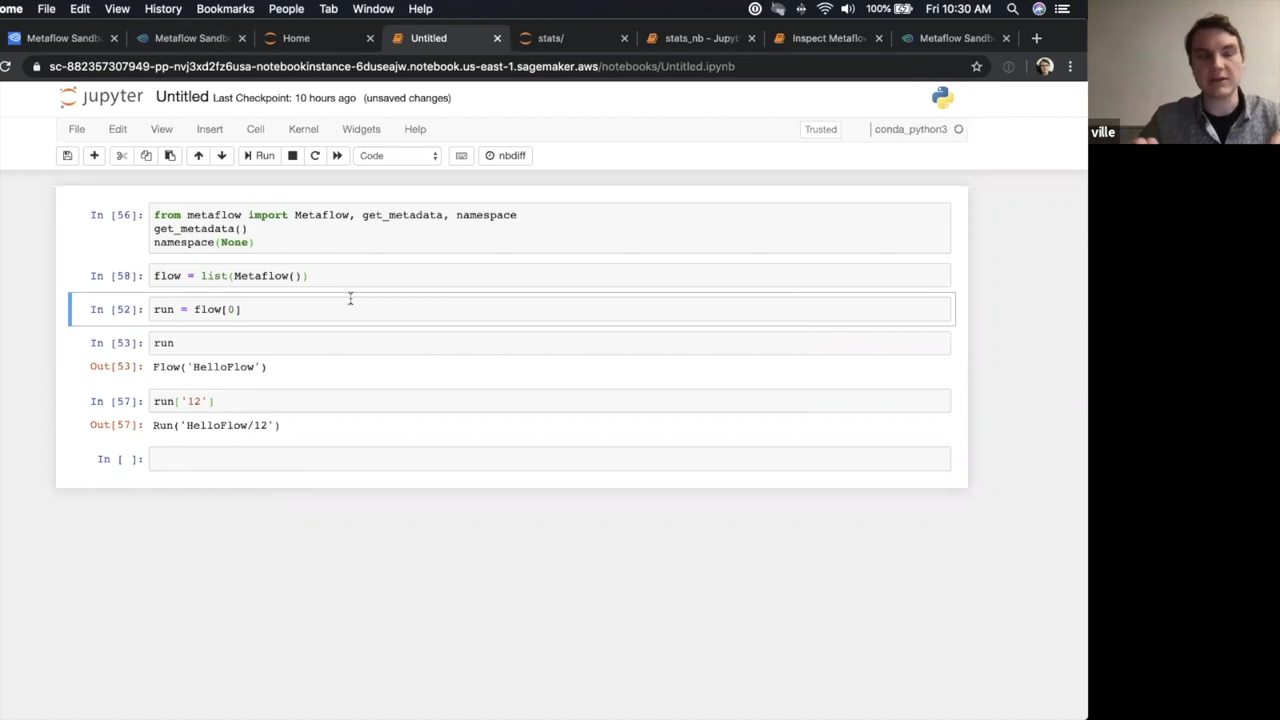 ome File Edit View History Bookmarks People Tab Window Help 100% Fri 10:30 AM
Metaflow Sandb Metaflow Sandb Home Untitled stats/ stats_nb - Jupyt Inspect Metaflow Metaflow Sandb
sc-882357307949-pp-nvj3xd2fz6usa-notebookinstance-6duseajw.notebook.us-east-1.sagemaker.aws/notebooks/Untitled.ipynb
jupyter Untitled Last Checkpoint: 10 hours ago (unsaved changes)
ville
File Edit View Insert Cell Kernel Widgets Help Trusted conda_python3
Run Code nbdiff
In [56]: from metaflow import Metaflow, get_metadata, namespace
get_metadata()
namespace(None)
In [58]: flow = list(Metaflow())
In [52]: run = flow[0]
In [53]: run
Out[53]: Flow('HelloFlow')
In [57]: run['12']
Out[57]: Run('HelloFlow/12')
In [ ]: